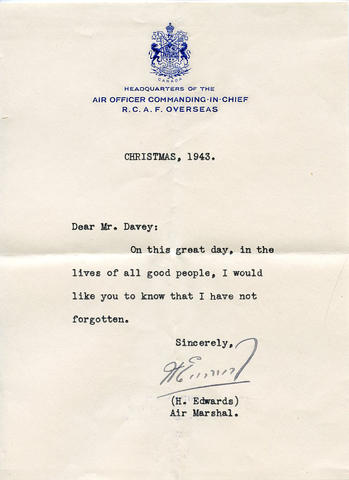 CANADA
HEADQUARTERS OF THE
AIR OFFICER COMMANDING-IN-CHIEF
R.C.A.F. OVERSEAS
CHRISTMAS, 1943.
Dear Mr. Davey:
On this great day, in the
lives of all good people, I would
like you to know that I have not
forgotten.
Sincerely,
(H. Edwards)
Air Marshal.